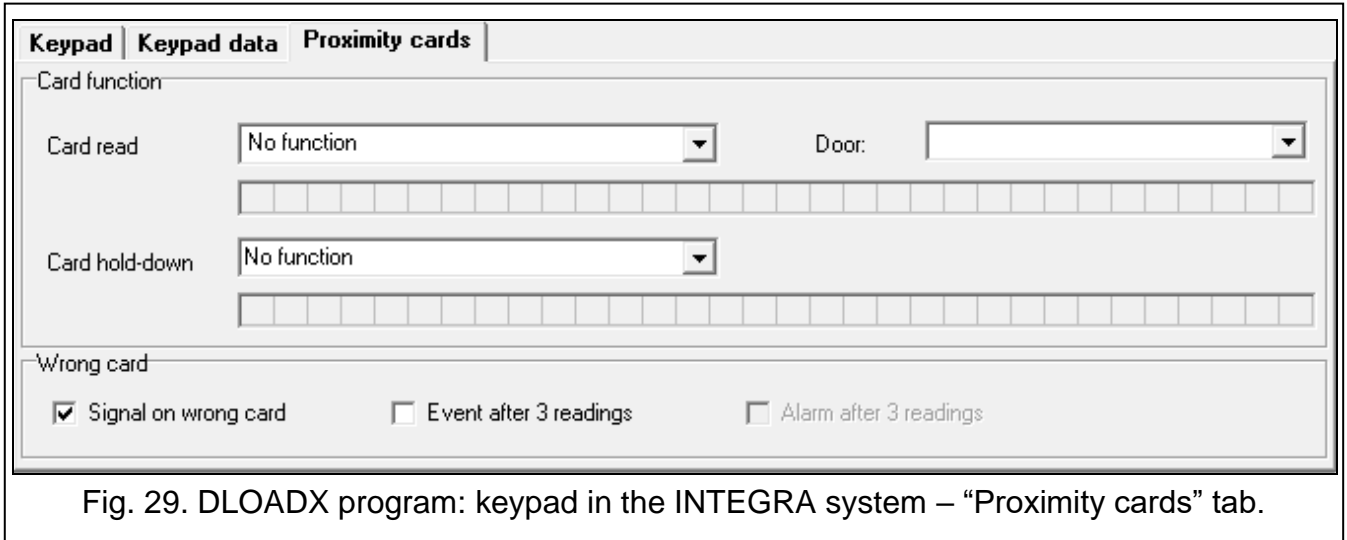 Keypad Keypad data Proximity cards
Card function
Card read No function Door:
Card hold-down No function
Wrong card
Signal on wrong card Event after 3 readings Alarm after 3 readings
Fig. 29. DLOADX program: keypad in the INTEGRA system – “Proximity cards” tab.